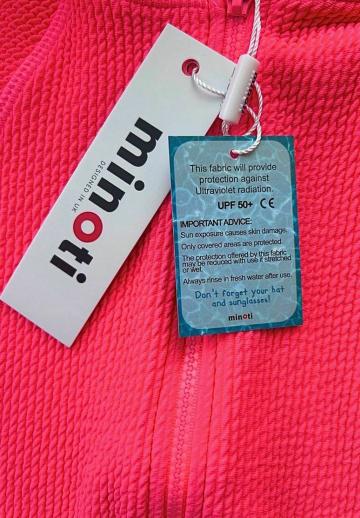 minoti
DESIGNED IN UK
This fabric will provide
protection against
Ultraviolet radiation.
UPF 50+ CE
IMPORTANT ADVICE:
Sun exposure causes skin damage.
Only covered areas are protected.
The protection offered by this fabric
may be reduced with use it stretched
or wet.
Always rinse in fresh water after use.
Don't forget your hat
and sunglasses!
minoti